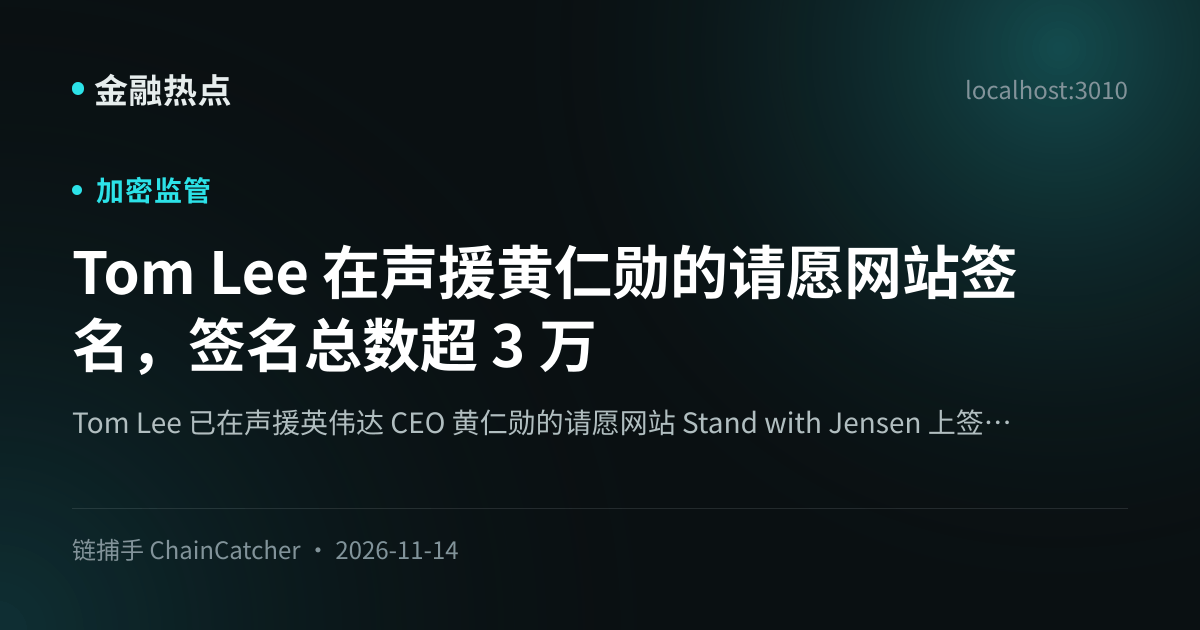 金融热点
localhost:3010
加密监管
Tom Lee 在声援黄仁勋的请愿网站签
名，签名总数超 3 万
Tom Lee 已在声援英伟达 CEO 黄仁勋的请愿网站 Stand with Jensen 上签…
链捕手 ChainCatcher · 2026-11-14